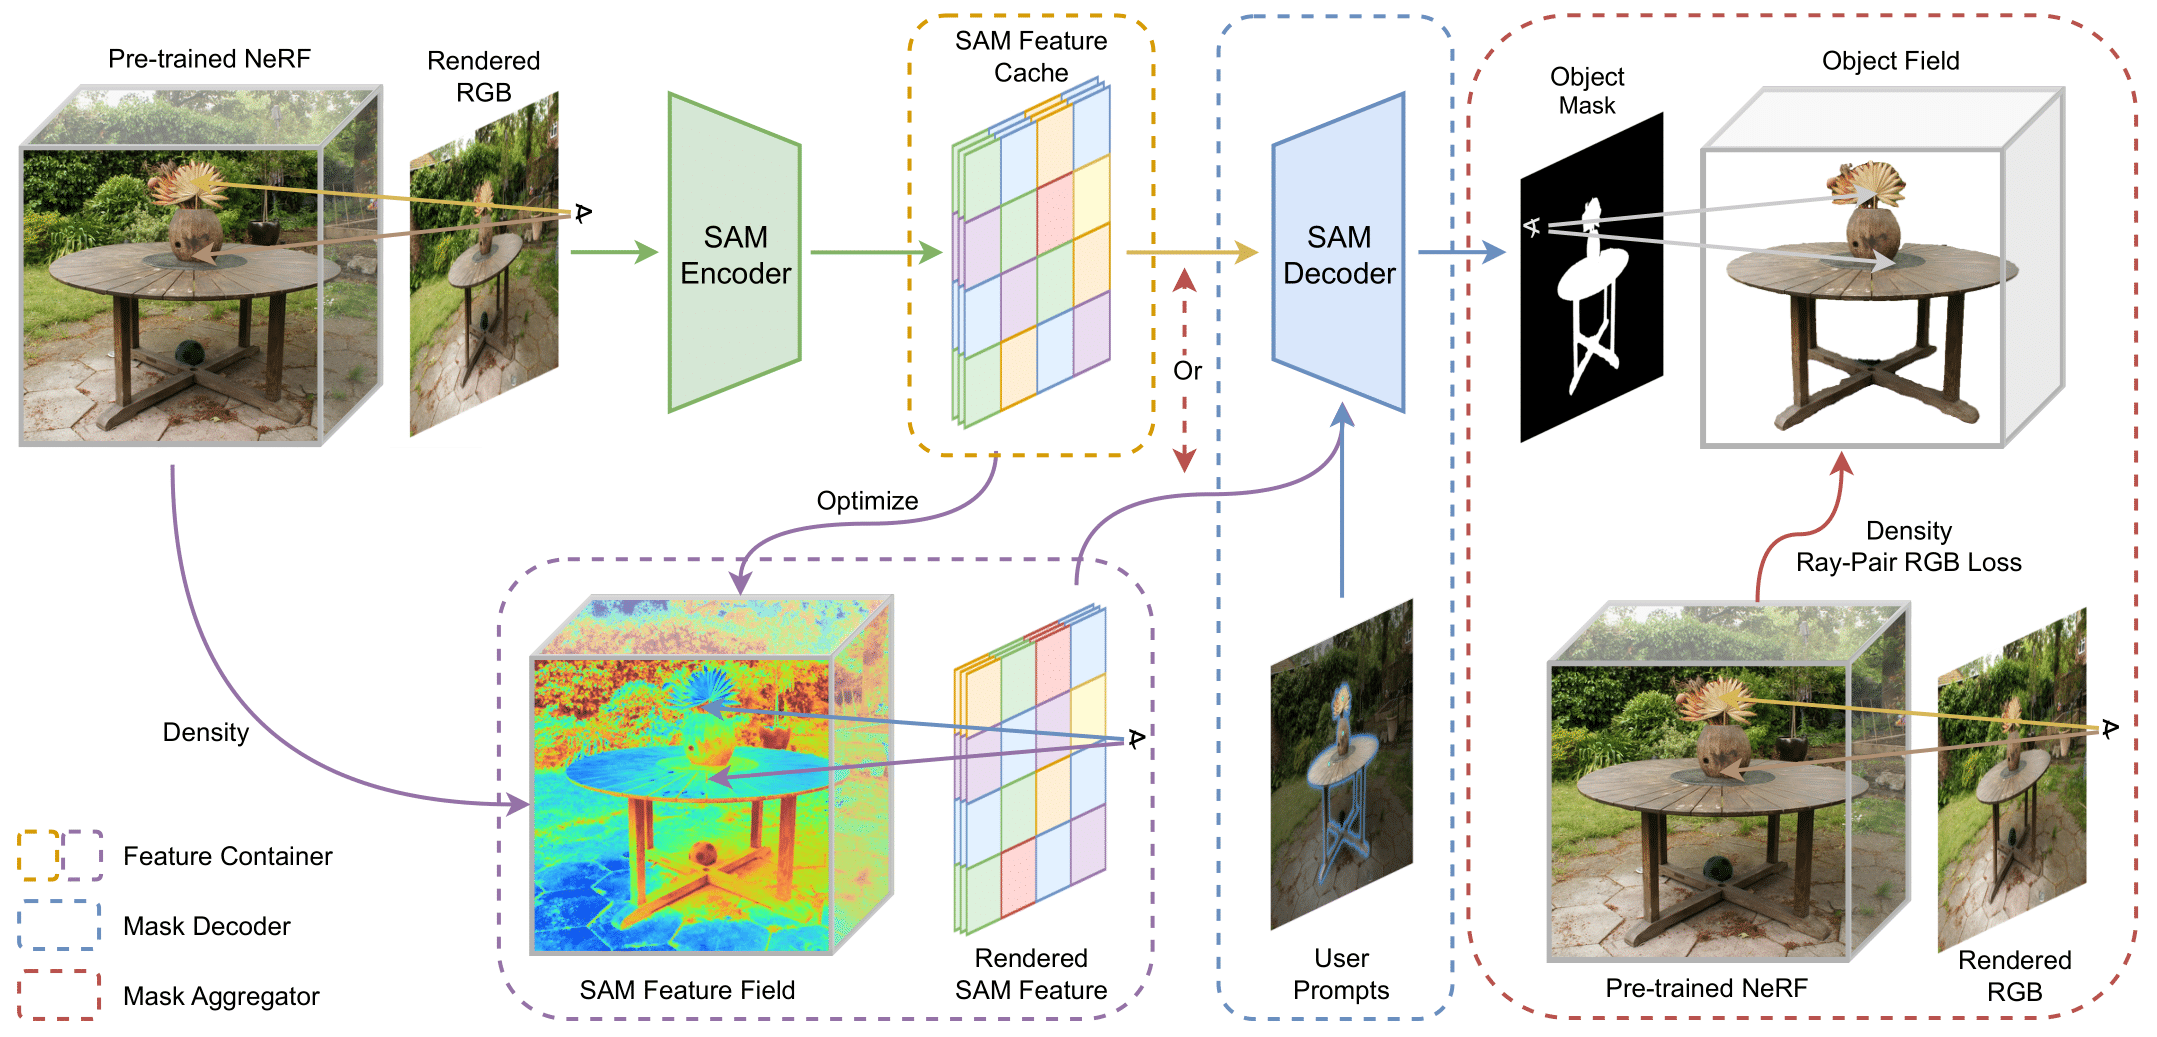 Pre-trained NeRF
Rendered
RGB
SAM
Encoder
SAM Feature
Cache
Or
SAM
Decoder
Object
Mask
Object Field
Optimize
Density
Density
Ray-Pair RGB Loss
SAM Feature Field
Rendered
SAM Feature
User
Prompts
Pre-trained NeRF
Rendered
RGB
Feature Container
Mask Decoder
Mask Aggregator